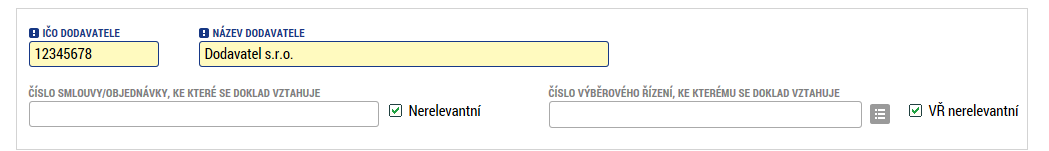 IČO DODAVATELE
NÁZEV DODAVATELE
12345678
Dodavatel s.r.o.
ČÍSLO SMLOUVY/OBJEDNÁVKY, KE KTERÉ SE DOKLAD VZTAHUJE
ČÍSLO VÝBĚROVÉHO ŘÍZENÍ, KE KTERÉMU SE DOKLAD VZTAHUJE
Nerelevantní
VŘ nerelevantní